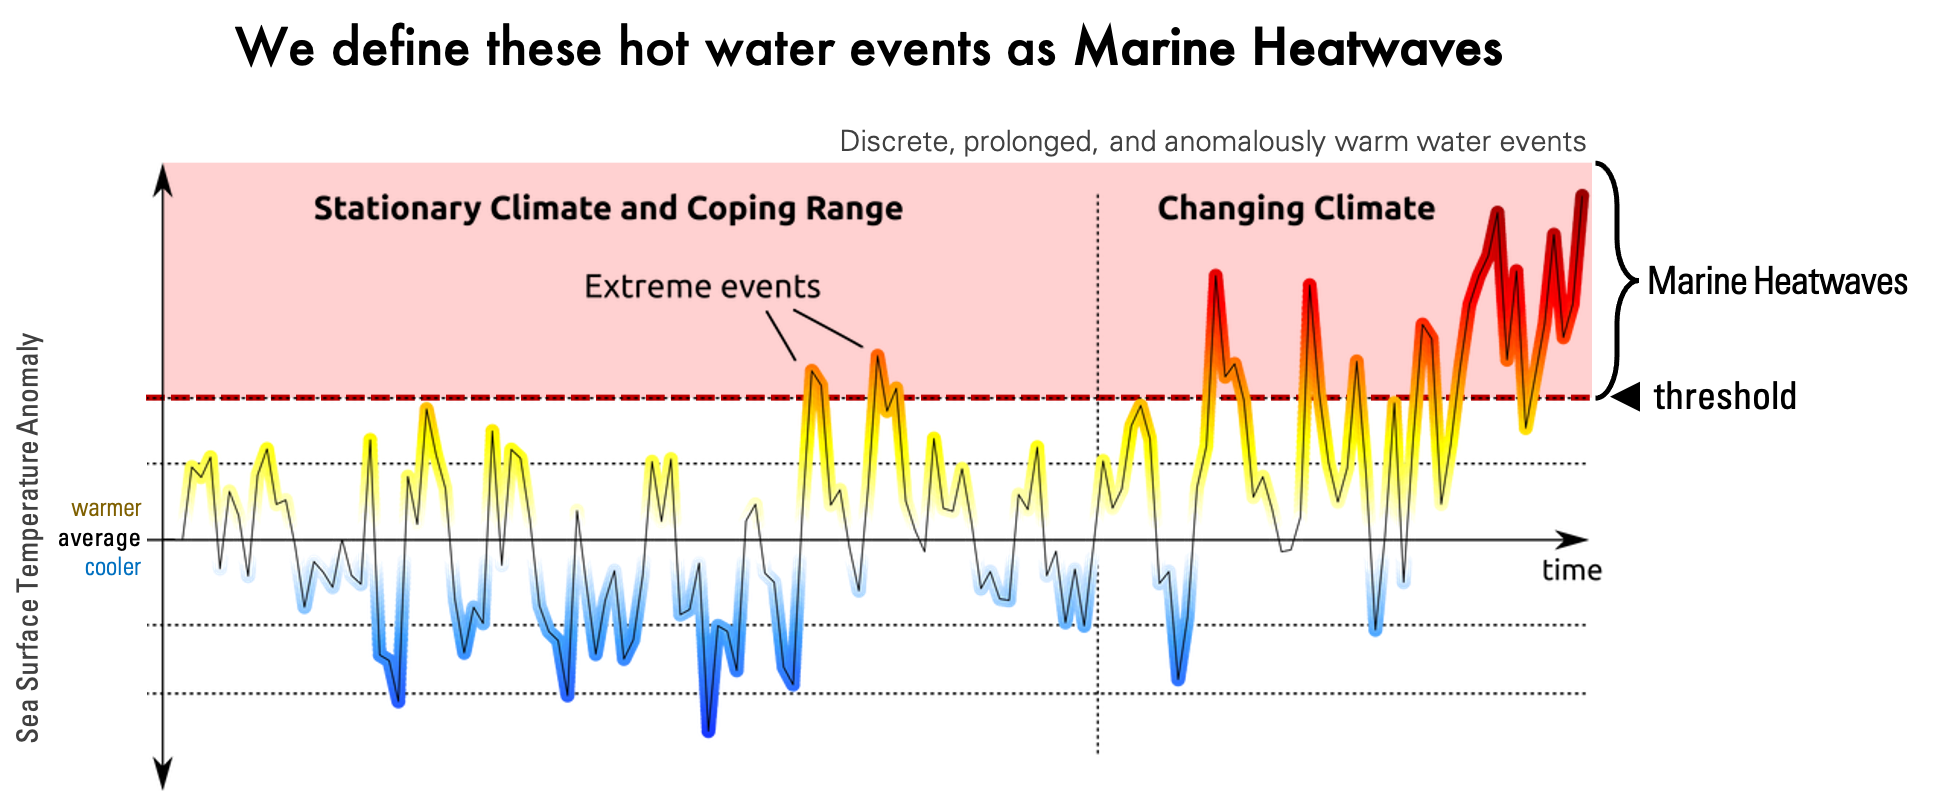 We define these hot water events as Marine Heatwaves
Discrete, prolonged, and anomalously warm water events
Stationary Climate and Coping Range
Changing Climate
Extreme events
Marine Heatwaves
threshold
Sea Surface Temperature Anomaly
warmer
average
cooler
time